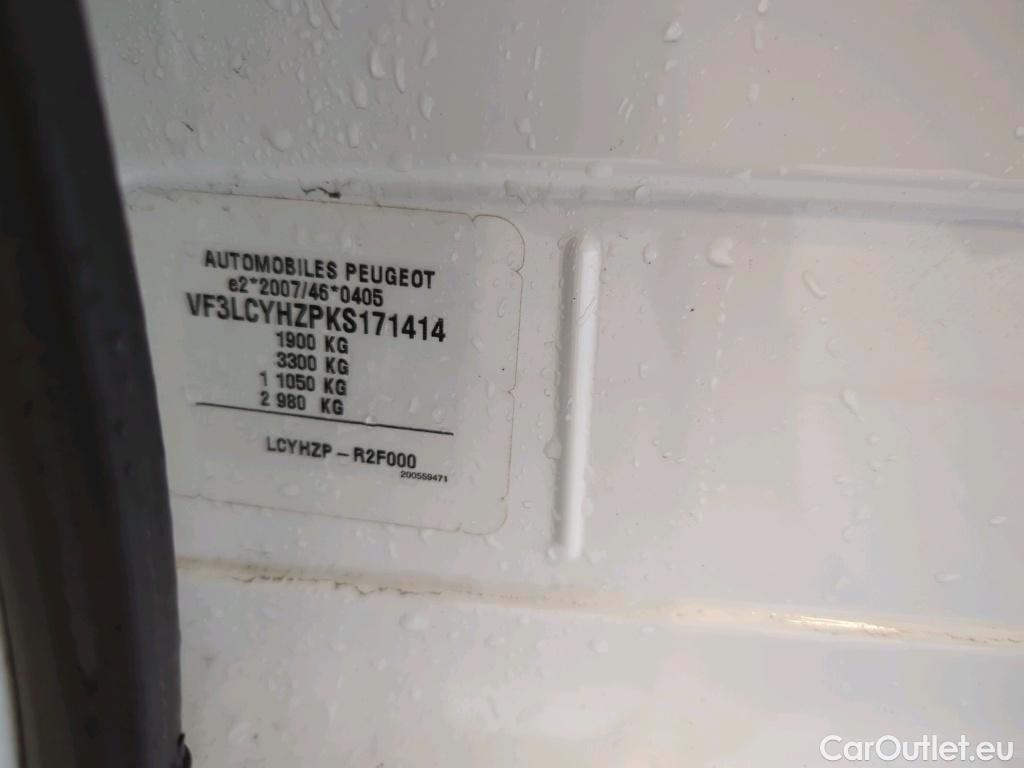 AUTOMOBILES PEUGEOT
e2*2007/46*0405
VF3LCYHZPKS171414
1900 KG
3300 KG
1 1050 KG
2 980 KG
LCYHZP – R2F000
200559471
CarOutlet.eu